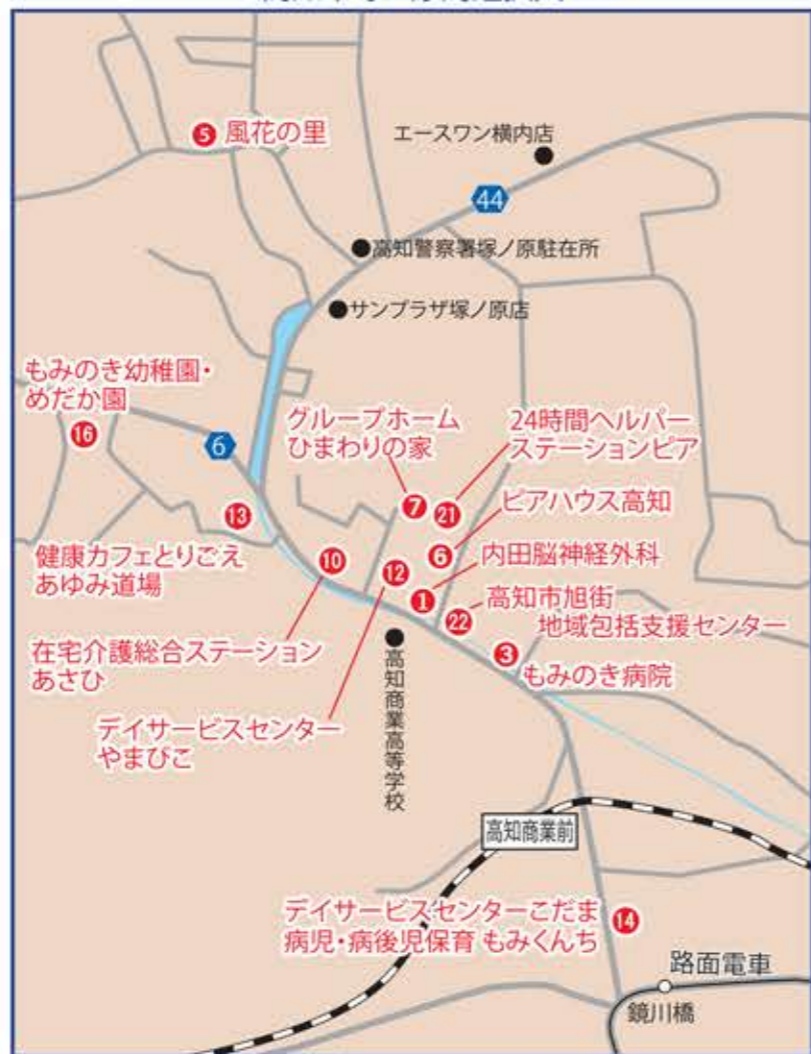 ❺ 風花の里
エースワン横内店
44
高知警察署塚ノ原駐在所
サンプラザ塚ノ原店
もみのき幼稚園・
めだか園
⓰
6
グループホーム
ひまわりの家
❼
24時間ヘルパー
ステーションピア
㉑
❻
ピアハウス高知
⓭
健康カフェとりごえ
あゆみ道場
❿
⓬
❶
内田脳神経外科
㉒
高知市旭街
地域包括支援センター
在宅介護総合ステーション
あさひ
❸
もみのき病院
デイサービスセンター
やまびこ
高知商業高等学校
高知商業前
デイサービスセンターこだま
病児・病後児保育 もみくんち
⓮
路面電車
鏡川橋